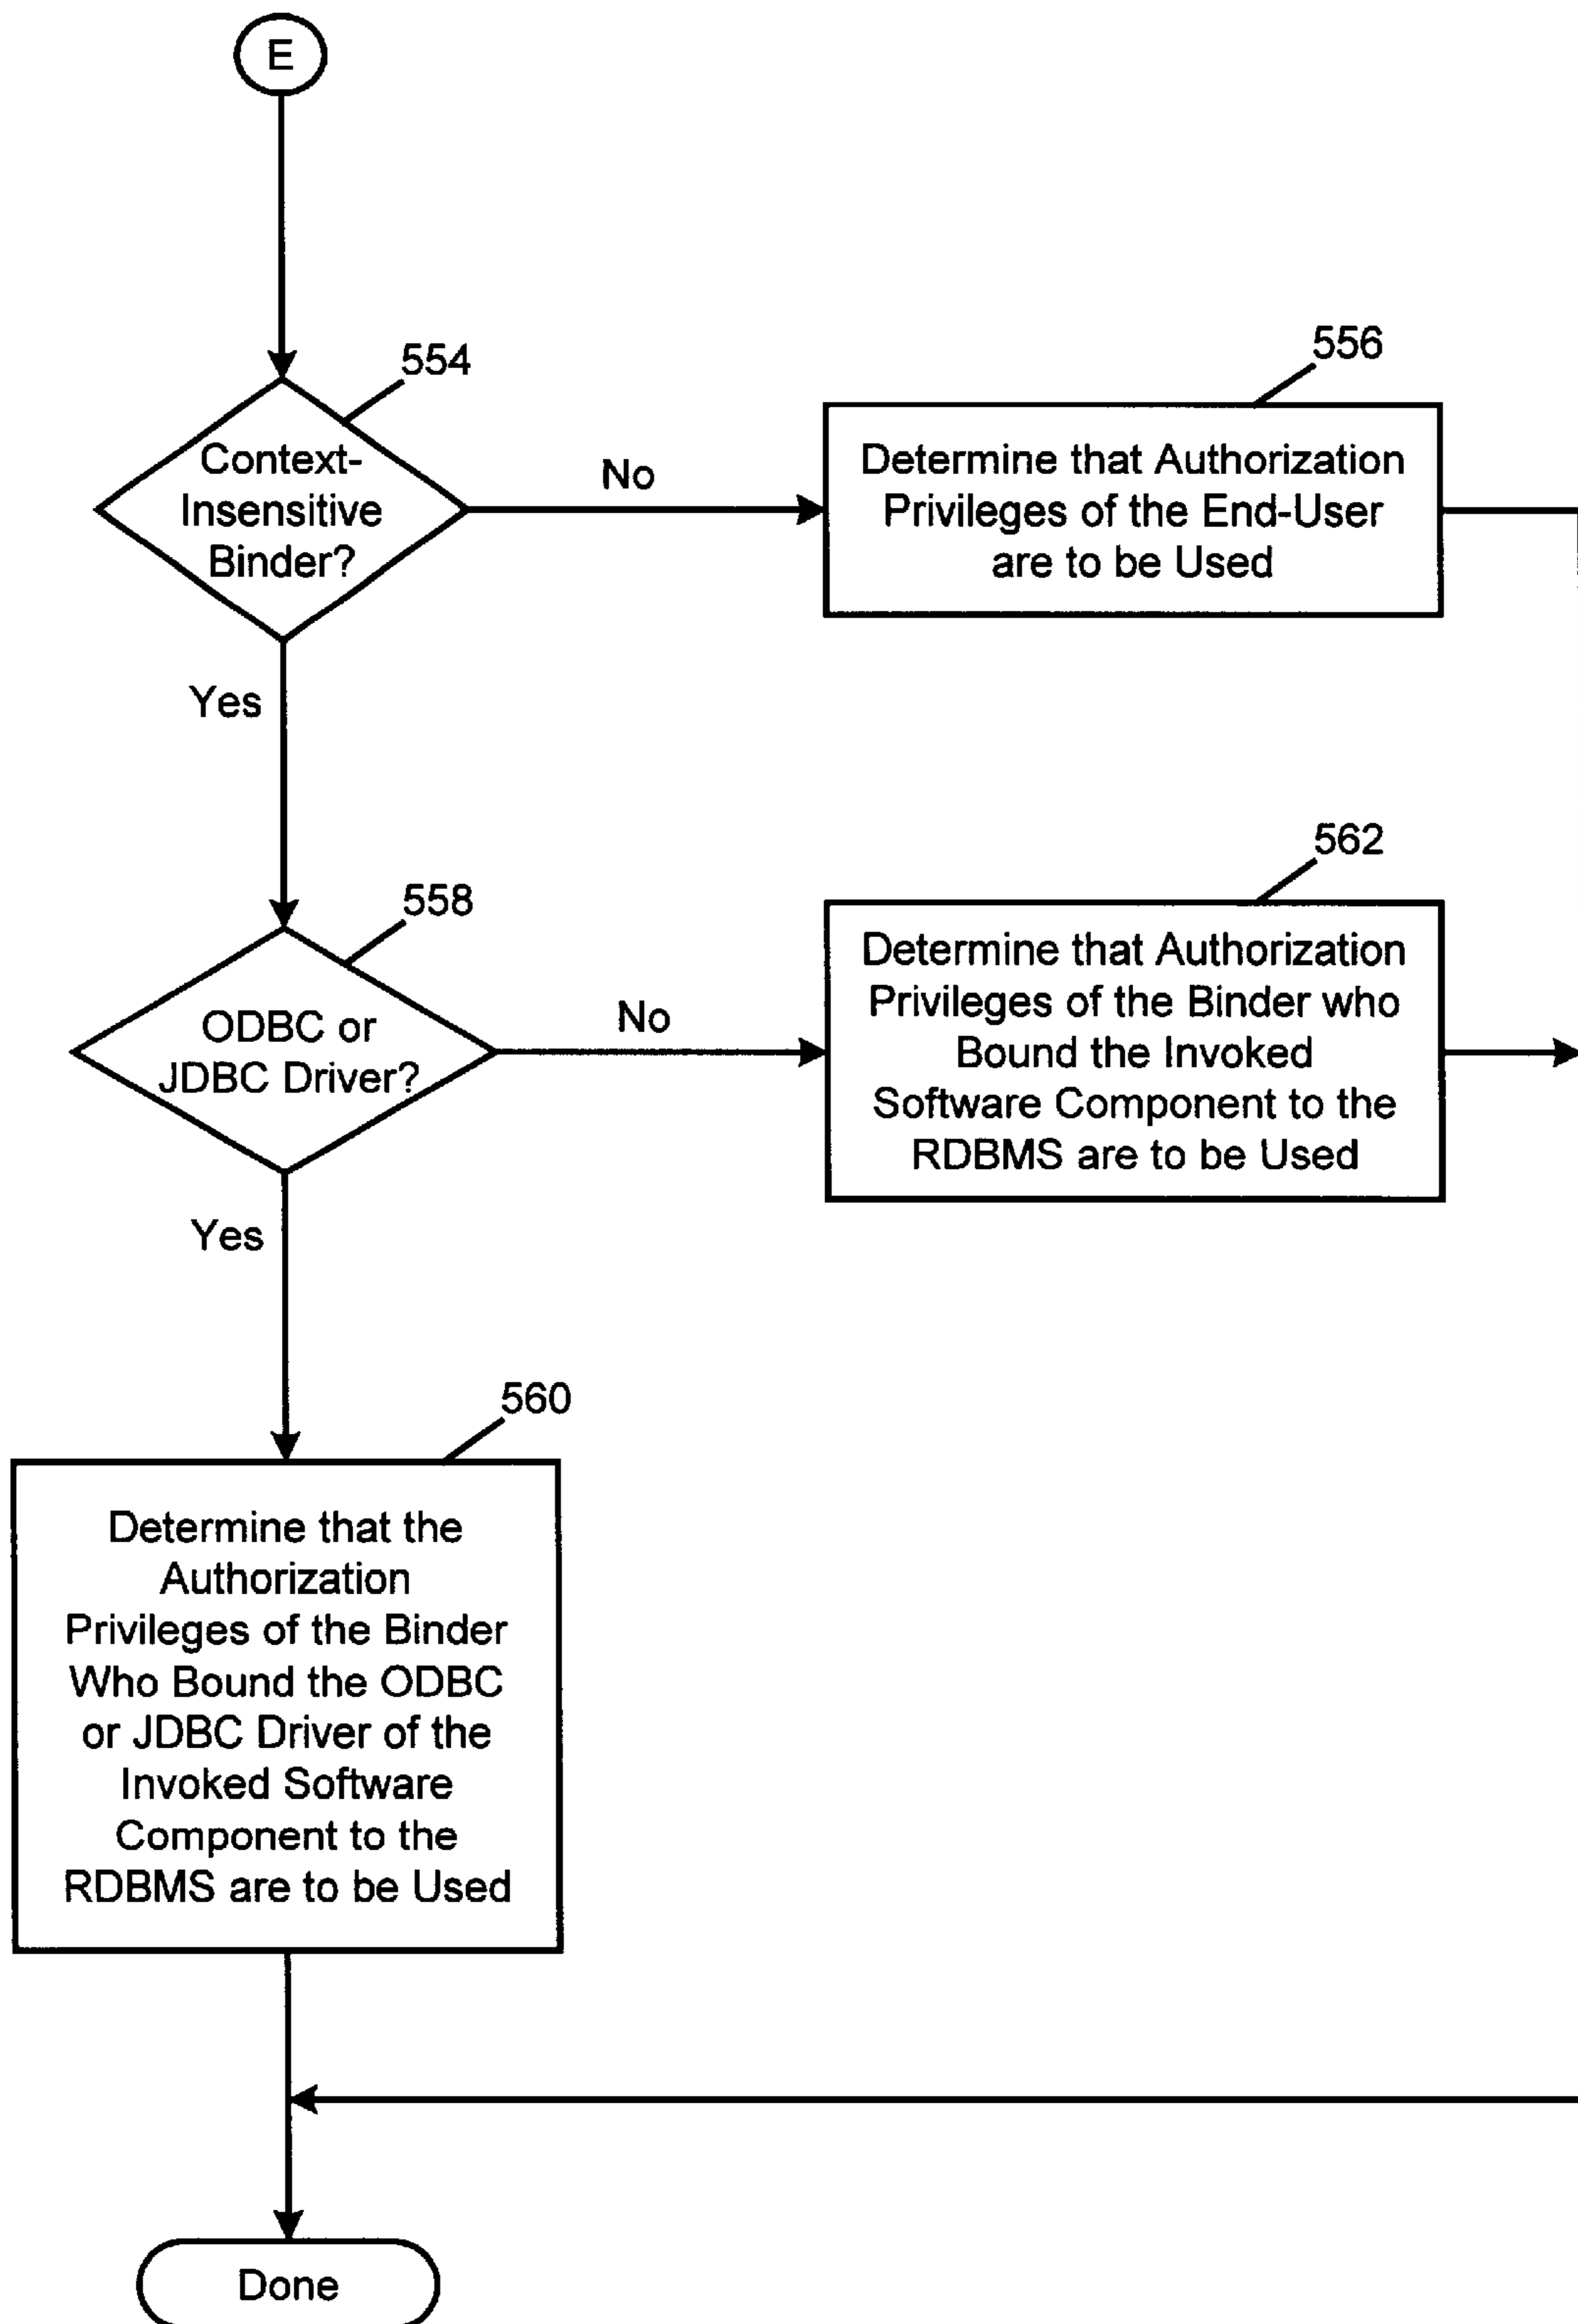 E
554
Context-
Insensitive
Binder?
No
556
Determine that Authorization
Privileges of the End-User
are to be Used
Yes
558
ODBC or
JDBC Driver?
No
562
Determine that Authorization
Privileges of the Binder who
Bound the Invoked
Software Component to the
RDBMS are to be Used
Yes
560
Determine that the
Authorization
Privileges of the Binder
Who Bound the ODBC
or JDBC Driver of the
Invoked Software
Component to the
RDBMS are to be Used
Done